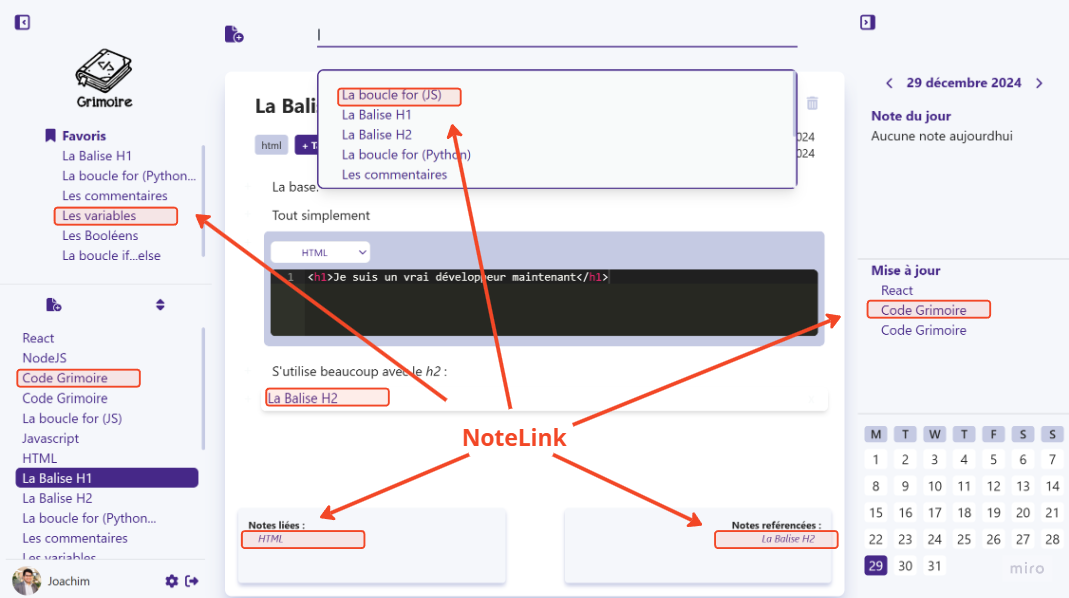 Grimoire
Favoris
La Balise H1
La boucle for (Python...
Les commentaires
Les variables
Les Booléens
La boucle if...else
React
NodeJS
Code Grimoire
Code Grimoire
La boucle for (JS)
Javascript
HTML
La Balise H1
La Balise H2
La boucle for (Python...
Les commentaires
Les variables
Joachim
La boucle for (JS)
La Balise H1
La Balise H2
La boucle for (Python)
Les commentaires
La Bali
html
+ T
024
024
La base.
Tout simplement
HTML
1 <h1>Je suis un vrai développeur maintenant</h1>
S'utilise beaucoup avec le h2 :
La Balise H2
NoteLink
Notes liées :
HTML
Notes référencées :
La Balise H2
29 décembre 2024
Note du jour
Aucune note aujourd'hui
Mise à jour
React
Code Grimoire
Code Grimoire
M T W T F S S
1 2 3 4 5 6 7
8 9 10 11 12 13 14
15 16 17 18 19 20 21
22 23 24 25 26 27 28
29 30 31
miro